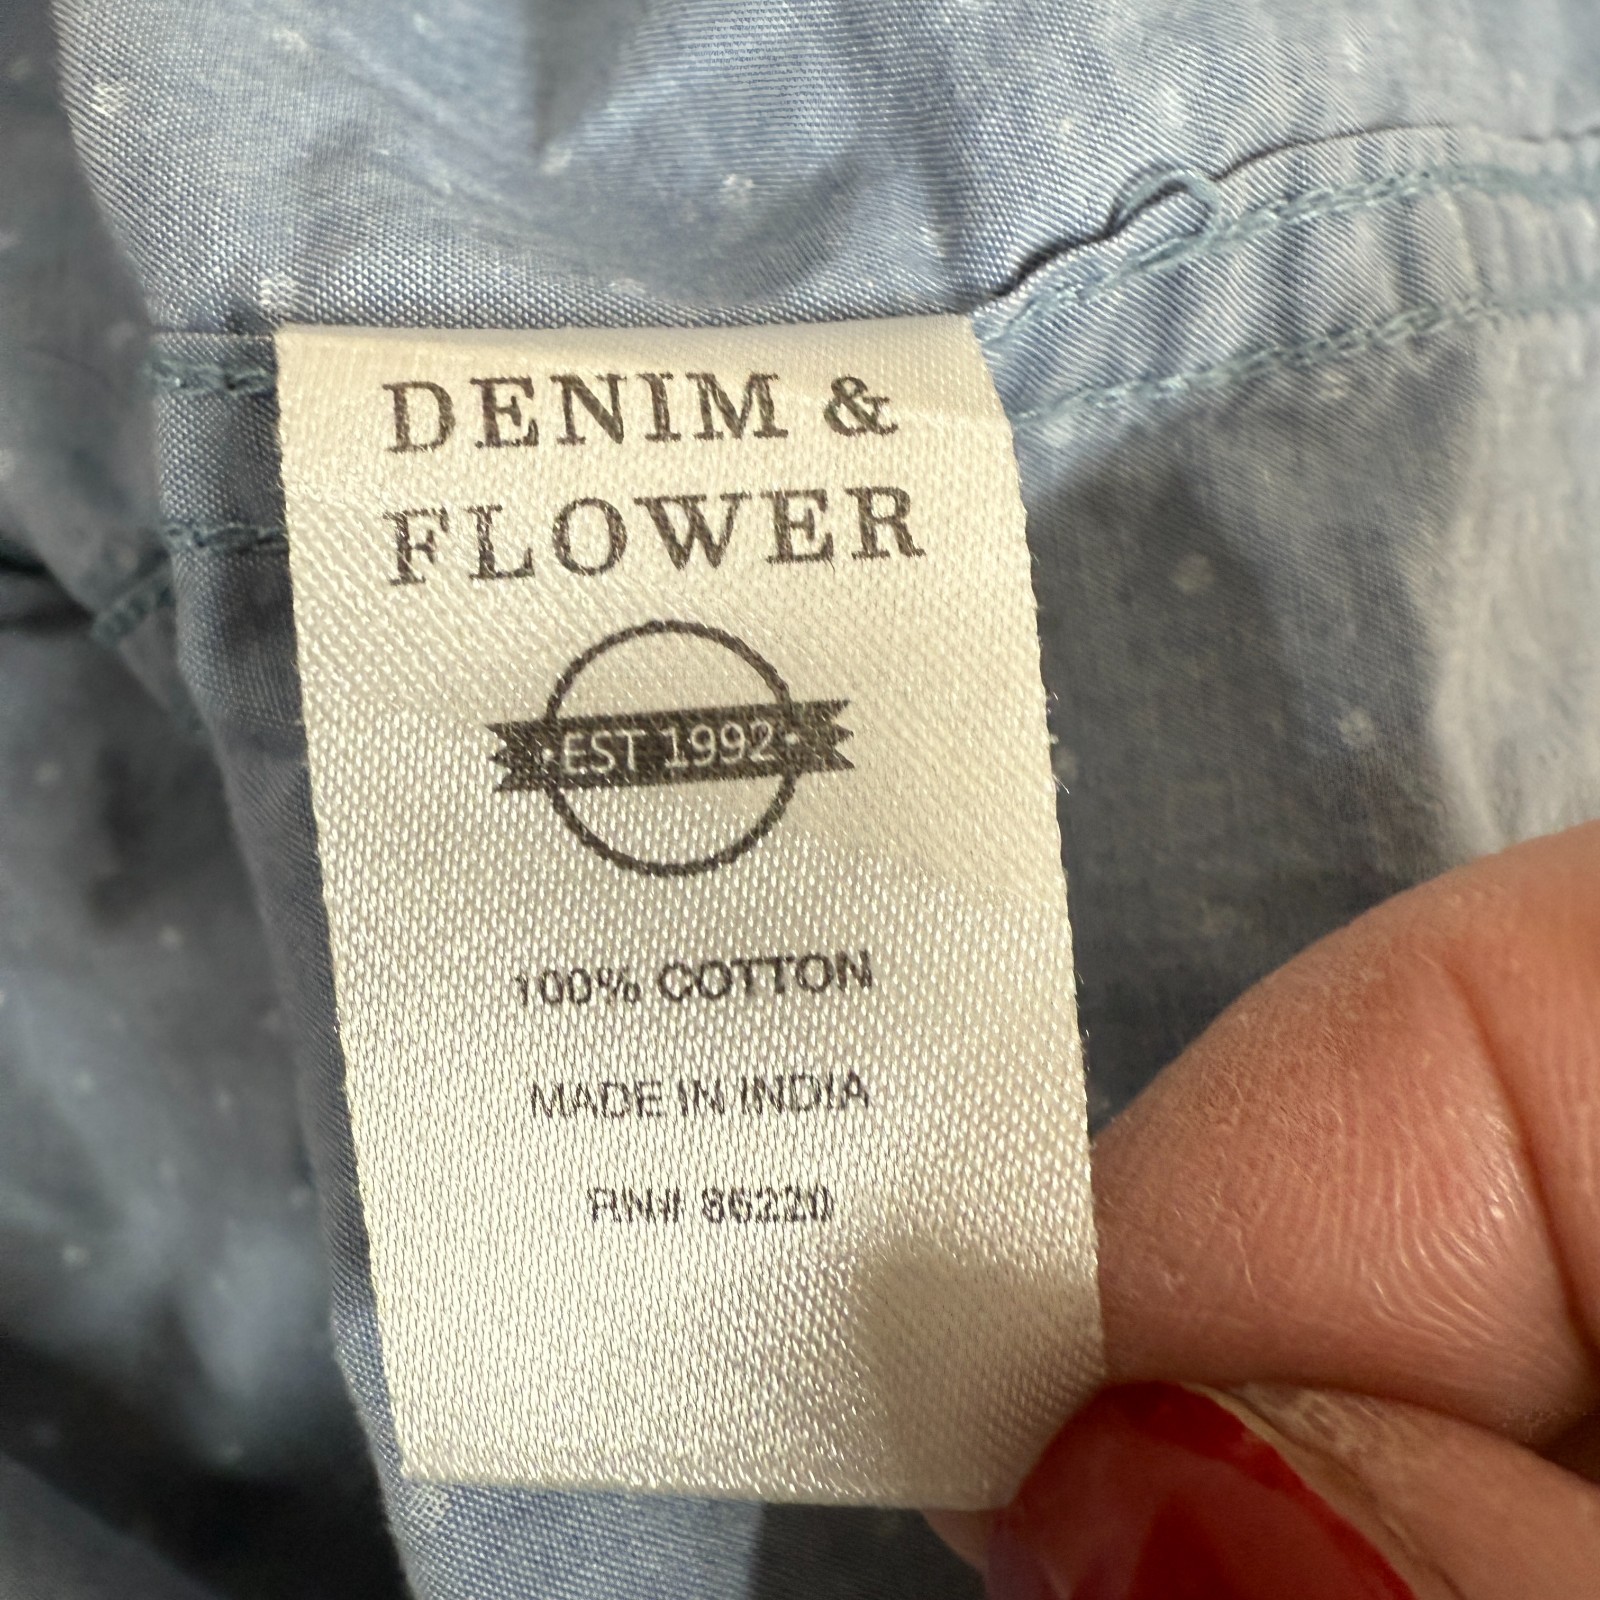 DENIM &
FLOWER
·EST 1992·
100% COTTON
MADE IN INDIA
RN# 86220